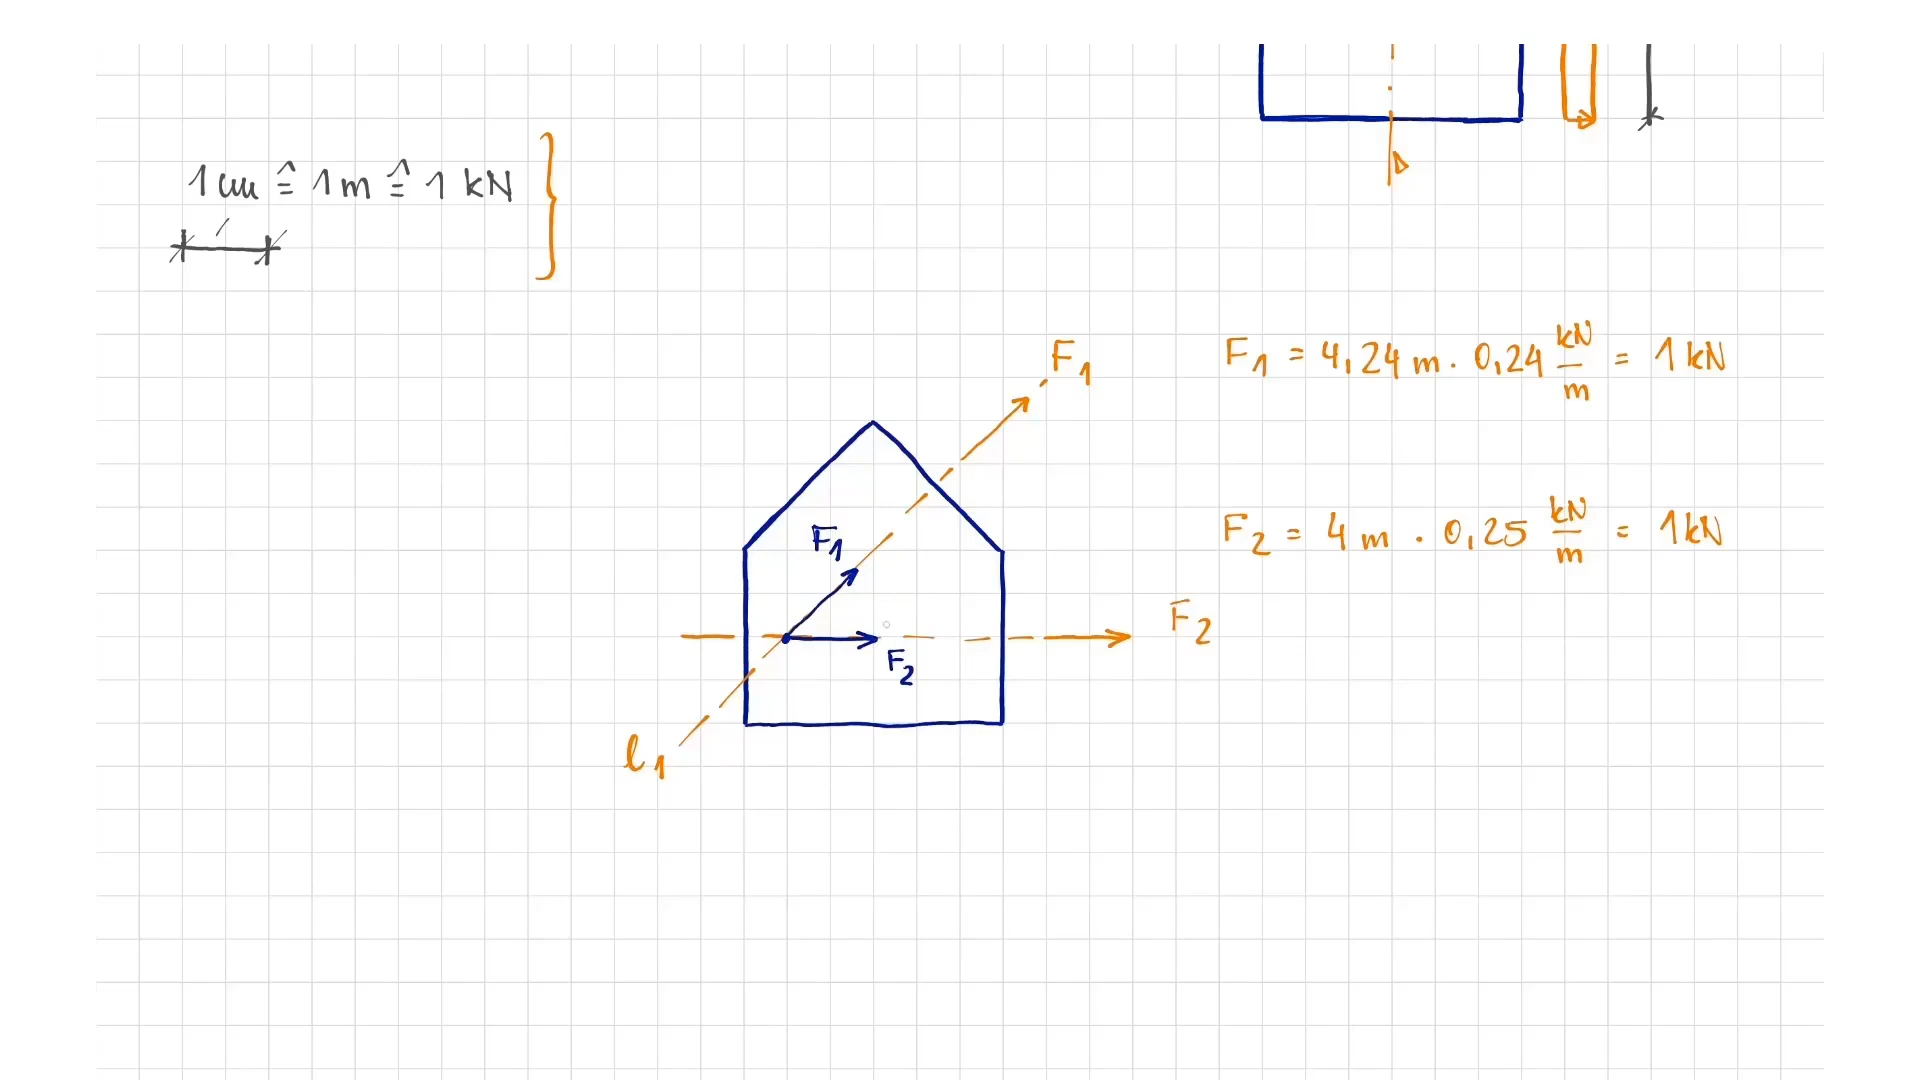 1 cm ≙ 1 m ≙ 1 kN
F₁
F₁ = 4,24 m · 0,24 kN/m = 1 kN
F₁
F₂ = 4 m · 0,25 kN/m = 1 kN
F₂
F₂
l₁